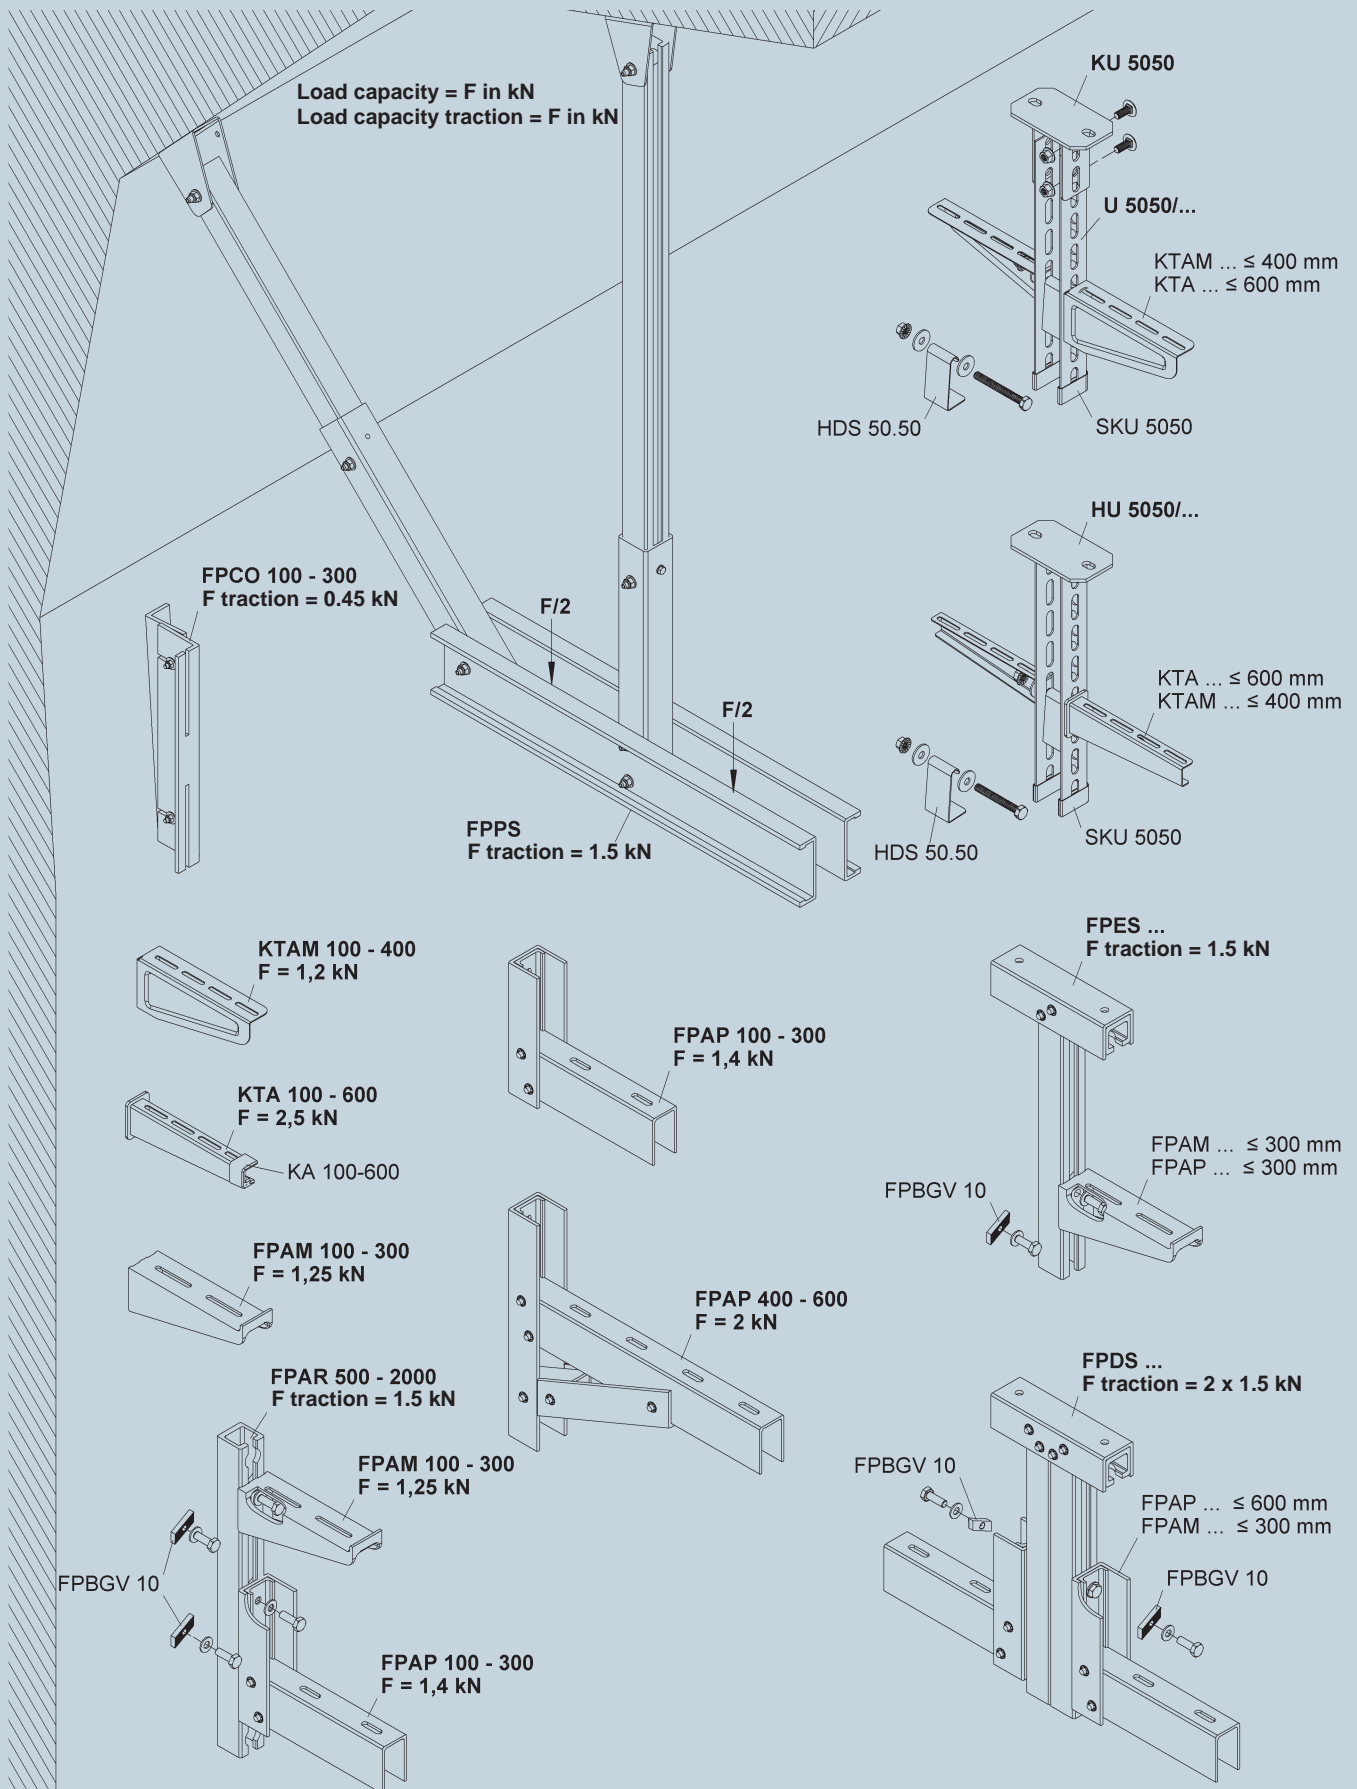 Load capacity = F in kN
Load capacity traction = F in kN
KU 5050
U 5050/...
KTAM ... ≤ 400 mm
KTA ... ≤ 600 mm
HDS 50.50
SKU 5050
HU 5050/...
KTA ... ≤ 600 mm
KTAM ... ≤ 400 mm
HDS 50.50
SKU 5050
FPCO 100 - 300
F traction = 0.45 kN
F/2
F/2
FPPS
F traction = 1.5 kN
KTAM 100 - 400
F = 1,2 kN
KTA 100 - 600
F = 2,5 kN
KA 100-600
FPAM 100 - 300
F = 1,25 kN
FPAP 100 - 300
F = 1,4 kN
FPAP 400 - 600
F = 2 kN
FPES ...
F traction = 1.5 kN
FPAM ... ≤ 300 mm
FPAP ... ≤ 300 mm
FPBGV 10
FPAR 500 - 2000
F traction = 1.5 kN
FPAM 100 - 300
F = 1,25 kN
FPBGV 10
FPAP 100 - 300
F = 1,4 kN
FPDS ...
F traction = 2 x 1.5 kN
FPBGV 10
FPAP ... ≤ 600 mm
FPAM ... ≤ 300 mm
FPBGV 10